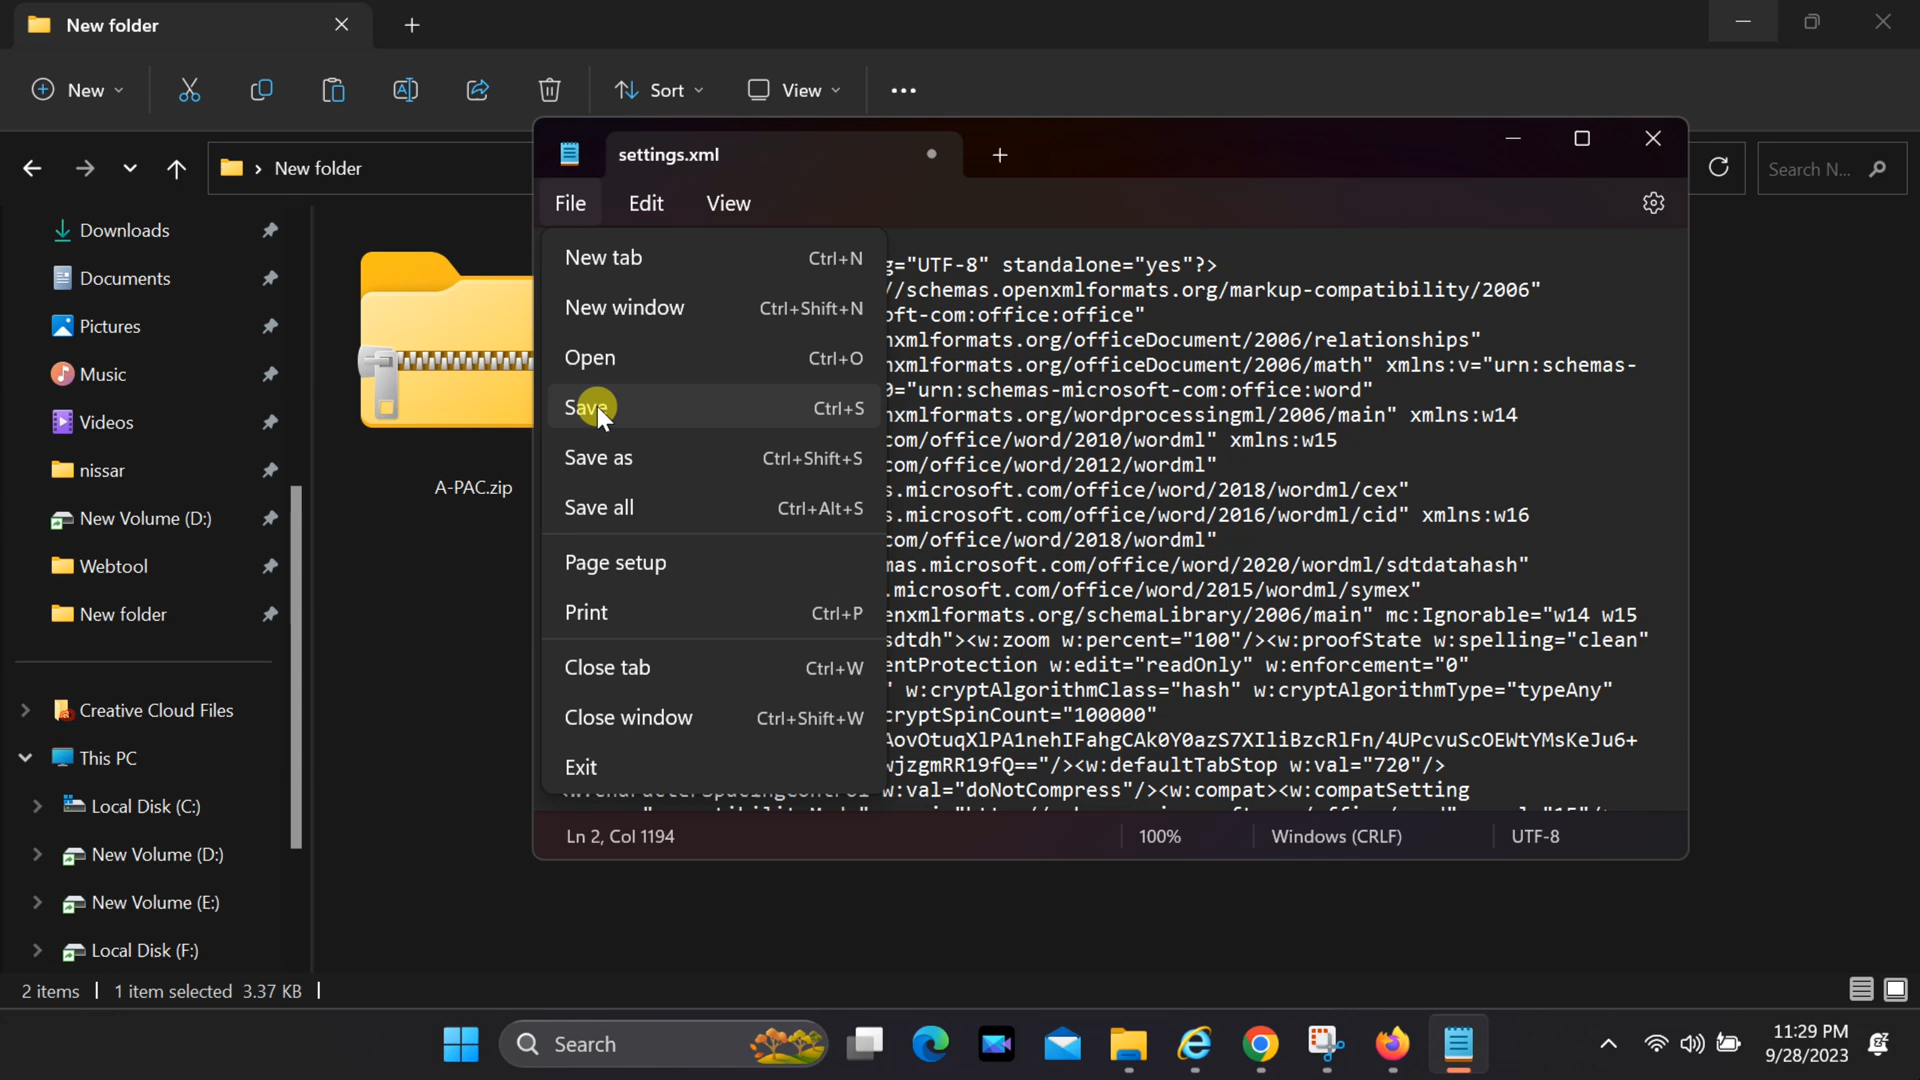 New folder
New
Sort
View
New folder
Search N...
settings.xml
File
Edit
View
Downloads
Documents
Pictures
Music
Videos
nissar
New Volume (D:)
Webtool
New folder
Creative Cloud Files
This PC
Local Disk (C:)
New Volume (D:)
New Volume (E:)
Local Disk (F:)
A-PAC.zip
New tab Ctrl+N
New window Ctrl+Shift+N
Open Ctrl+O
Save Ctrl+S
Save as Ctrl+Shift+S
Save all Ctrl+Alt+S
Page setup
Print Ctrl+P
Close tab Ctrl+W
Close window Ctrl+Shift+W
Exit
="UTF-8" standalone="yes"?>
//schemas.openxmlformats.org/markup-compatibility/2006"
ft-com:office:office"
xmlformats.org/officeDocument/2006/relationships"
xmlformats.org/officeDocument/2006/math" xmlns:v="urn:schemas-
="urn:schemas-microsoft-com:office:word"
xmlformats.org/wordprocessingml/2006/main" xmlns:w14
om/office/word/2010/wordml" xmlns:w15
om/office/word/2012/wordml"
.microsoft.com/office/word/2018/wordml/cex"
.microsoft.com/office/word/2016/wordml/cid" xmlns:w16
om/office/word/2018/wordml"
as.microsoft.com/office/word/2020/wordml/sdtdatahash"
.microsoft.com/office/word/2015/wordml/symex"
nxmlformats.org/schemaLibrary/2006/main" mc:Ignorable="w14 w15
sdtdh"><w:zoom w:percent="100"/><w:proofState w:spelling="clean"
entProtection w:edit="readOnly" w:enforcement="0"
" w:cryptAlgorithmClass="hash" w:cryptAlgorithmType="typeAny"
ryptSpinCount="100000"
AovOtuqXlPA1nehIFahgCAk0Y0azS7XIliBzcRlFn/4UPcvuScOEWtYMsKeJu6+
jzgmRR19fQ=="/><w:defaultTabStop w:val="720"/>
w:val="doNotCompress"/><w:compat><w:compatSetting
Ln 2, Col 1194
100%
Windows (CRLF)
UTF-8
2 items
1 item selected 3.37 KB
Search
11:29 PM
9/28/2023